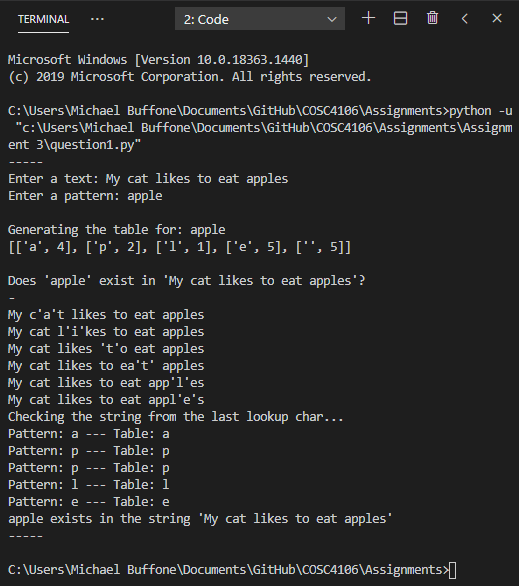 TERMINAL ··· 2: Code
Microsoft Windows [Version 10.0.18363.1440]
(c) 2019 Microsoft Corporation. All rights reserved.
C:\Users\Michael Buffone\Documents\GitHub\COSC4106\Assignments>python -u
"c:\Users\Michael Buffone\Documents\GitHub\COSC4106\Assignments\Assignm
ent 3\question1.py"
-----
Enter a text: My cat likes to eat apples
Enter a pattern: apple
Generating the table for: apple
[['a', 4], ['p', 2], ['l', 1], ['e', 5], ['', 5]]
Does 'apple' exist in 'My cat likes to eat apples'?
-
My c'a't likes to eat apples
My cat l'i'kes to eat apples
My cat likes 't'o eat apples
My cat likes to ea't' apples
My cat likes to eat app'l'es
My cat likes to eat appl'e's
Checking the string from the last lookup char...
Pattern: a --- Table: a
Pattern: p --- Table: p
Pattern: p --- Table: p
Pattern: l --- Table: l
Pattern: e --- Table: e
apple exists in the string 'My cat likes to eat apples'
-----
C:\Users\Michael Buffone\Documents\GitHub\COSC4106\Assignments>